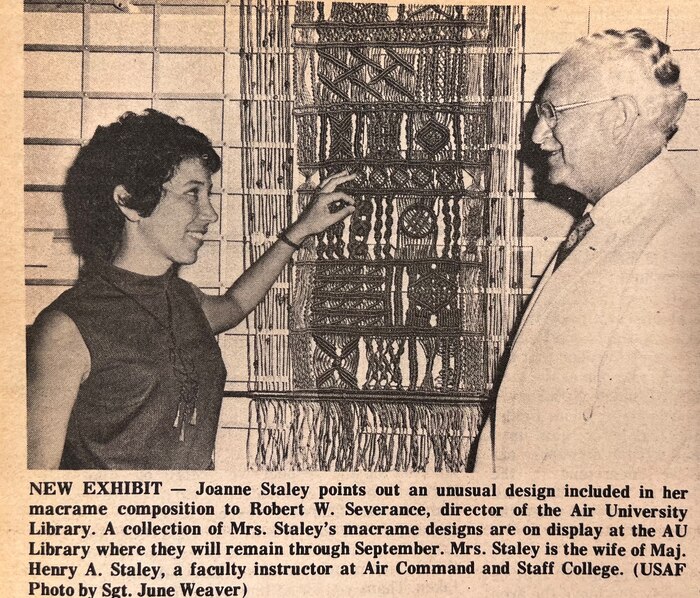 NEW EXHIBIT — Joanne Staley points out an unusual design included in her
macrame composition to Robert W. Severance, director of the Air University
Library. A collection of Mrs. Staley's macrame designs are on display at the AU
Library where they will remain through September. Mrs. Staley is the wife of Maj.
Henry A. Staley, a faculty instructor at Air Command and Staff College. (USAF
Photo by Sgt. June Weaver)